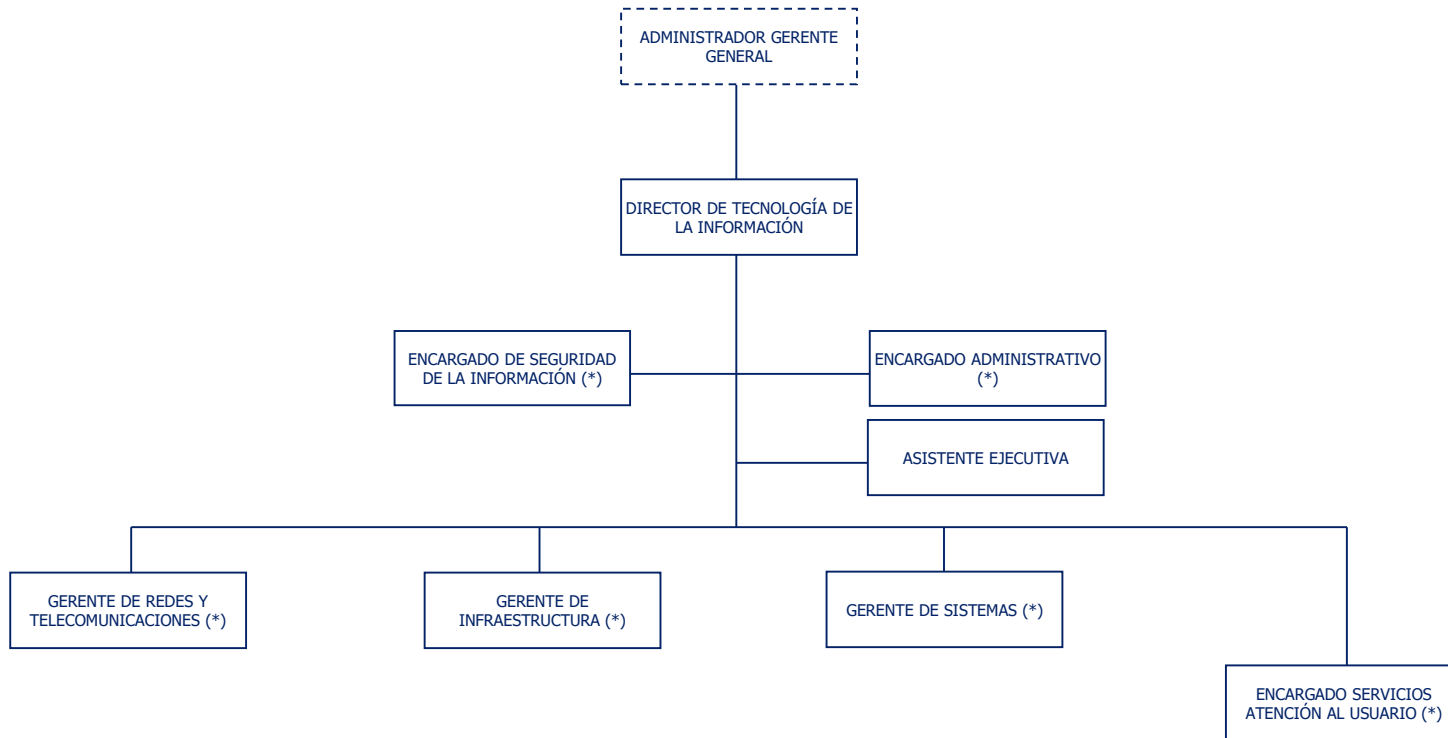 ADMINISTRADOR GERENTE
GENERAL
DIRECTOR DE TECNOLOGÍA DE
LA INFORMACIÓN
ENCARGADO DE SEGURIDAD
DE LA INFORMACIÓN (*)
ENCARGADO ADMINISTRATIVO
(*)
ASISTENTE EJECUTIVA
GERENTE DE REDES Y
TELECOMUNICACIONES (*)
GERENTE DE
INFRAESTRUCTURA (*)
GERENTE DE SISTEMAS (*)
ENCARGADO SERVICIOS
ATENCIÓN AL USUARIO (*)